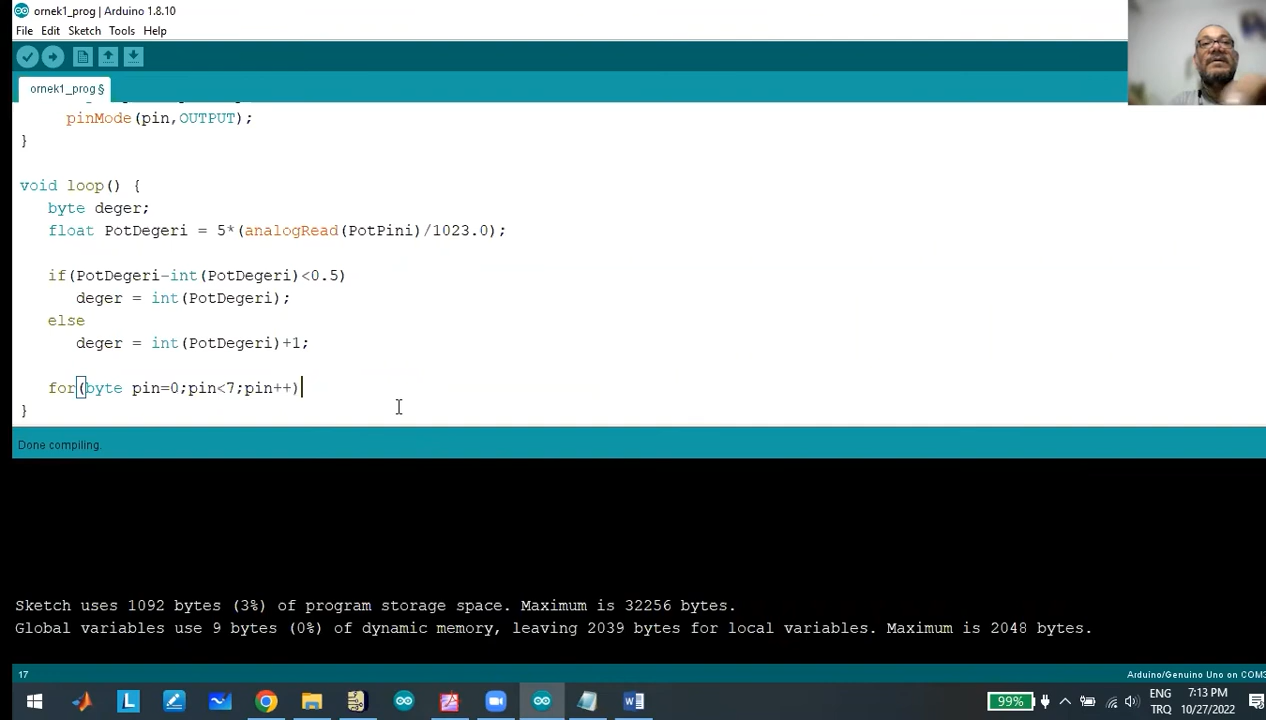 ornek1_prog | Arduino 1.8.10
File Edit Sketch Tools Help
ornek1_prog §
pinMode(pin,OUTPUT);
}
void loop() {
byte deger;
float PotDegeri = 5*(analogRead(PotPini)/1023.0);
if(PotDegeri-int(PotDegeri)<0.5)
deger = int(PotDegeri);
else
deger = int(PotDegeri)+1;
for(byte pin=0;pin<7;pin++)
}
Done compiling.
Sketch uses 1092 bytes (3%) of program storage space. Maximum is 32256 bytes.
Global variables use 9 bytes (0%) of dynamic memory, leaving 2039 bytes for local variables. Maximum is 2048 bytes.
17
Arduino/Genuino Uno on COM3
L
W
99%
ENG
TRQ
7:13 PM
10/27/2022